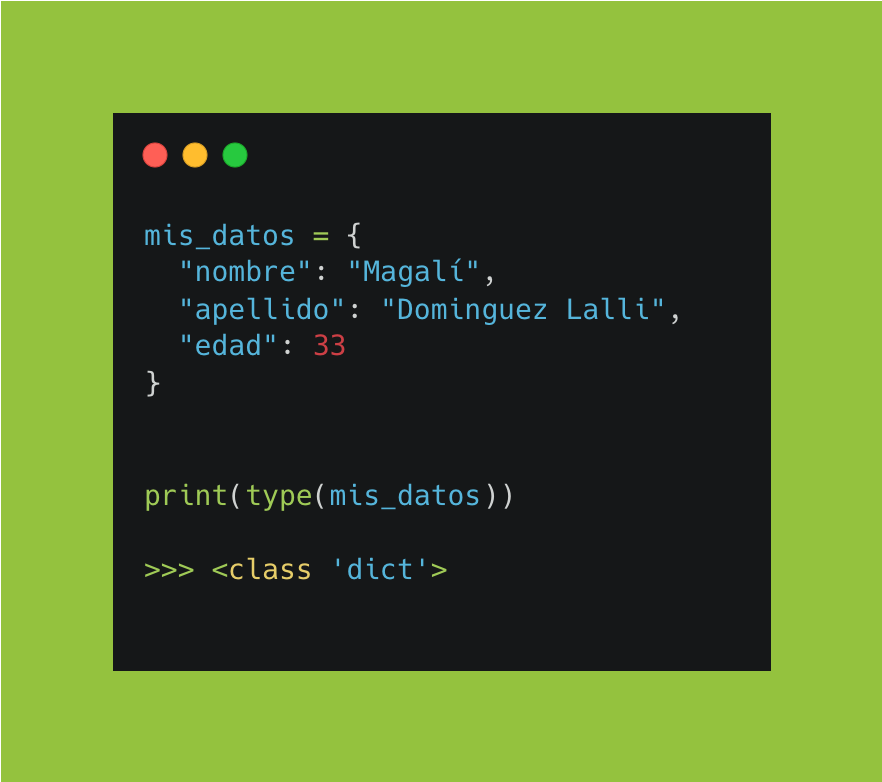 mis_datos = {
  "nombre": "Magalí",
  "apellido": "Dominguez Lalli",
  "edad": 33
}
print(type(mis_datos))
>>> <class 'dict'>